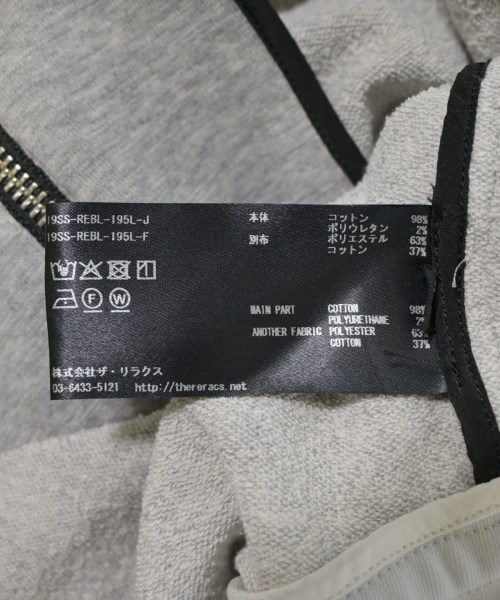 19SS-REBL-195L-J
19SS-REBL-195L-F
本体 コットン 98%
ポリウレタン 2%
別布 ポリエステル 63%
コットン 37%
F W
MAIN PART COTTON 98%
POLYURETHANE 2%
ANOTHER FABRIC POLYESTER 63%
COTTON 37%
株式会社ザ・リラクス
03-6433-5121 http://thereracs.net